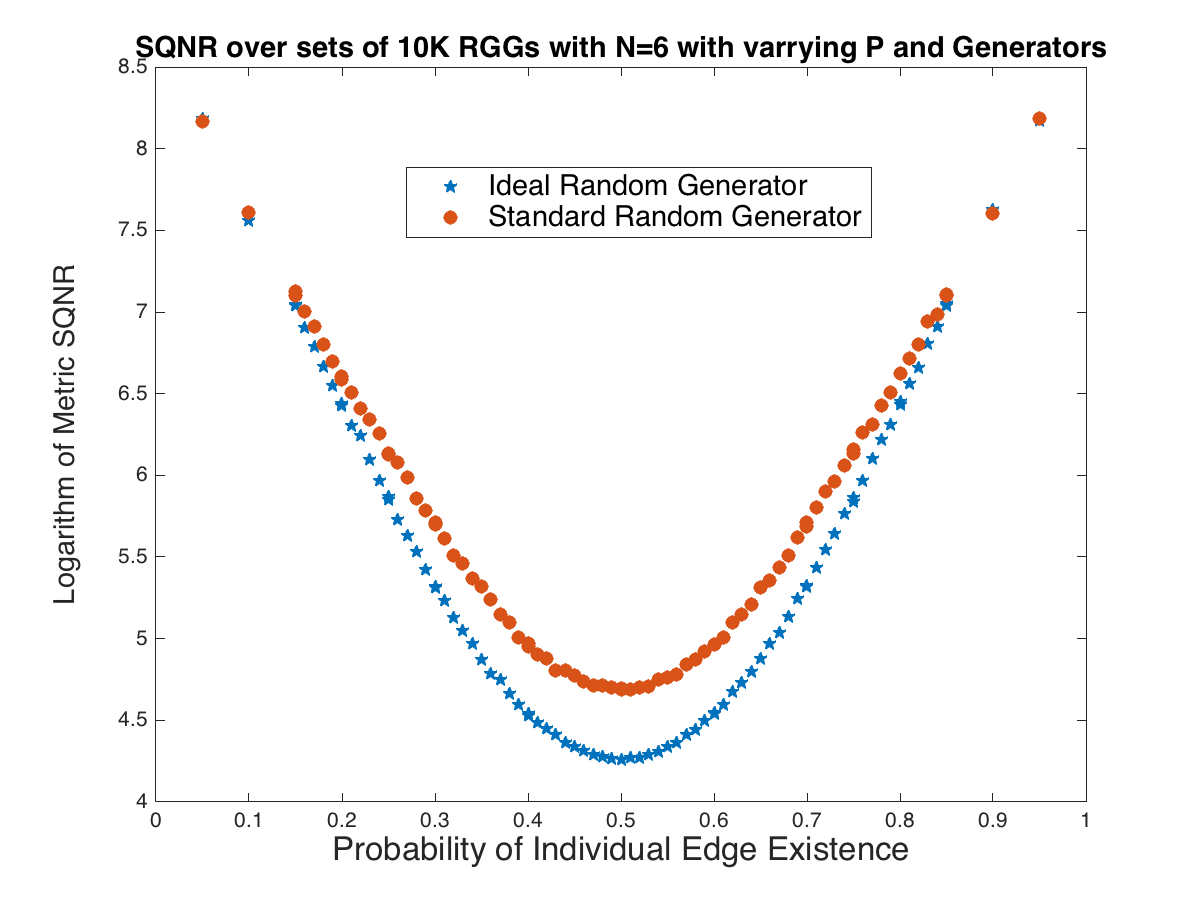 SQNR over sets of 10K RGGs with N=6 with varrying P and Generators
8.5
8
7.5
7
6.5
6
5.5
5
4.5
4
Logarithm of Metric SQNR
Ideal Random Generator
Standard Random Generator
0 0.1 0.2 0.3 0.4 0.5 0.6 0.7 0.8 0.9 1
Probability of Individual Edge Existence